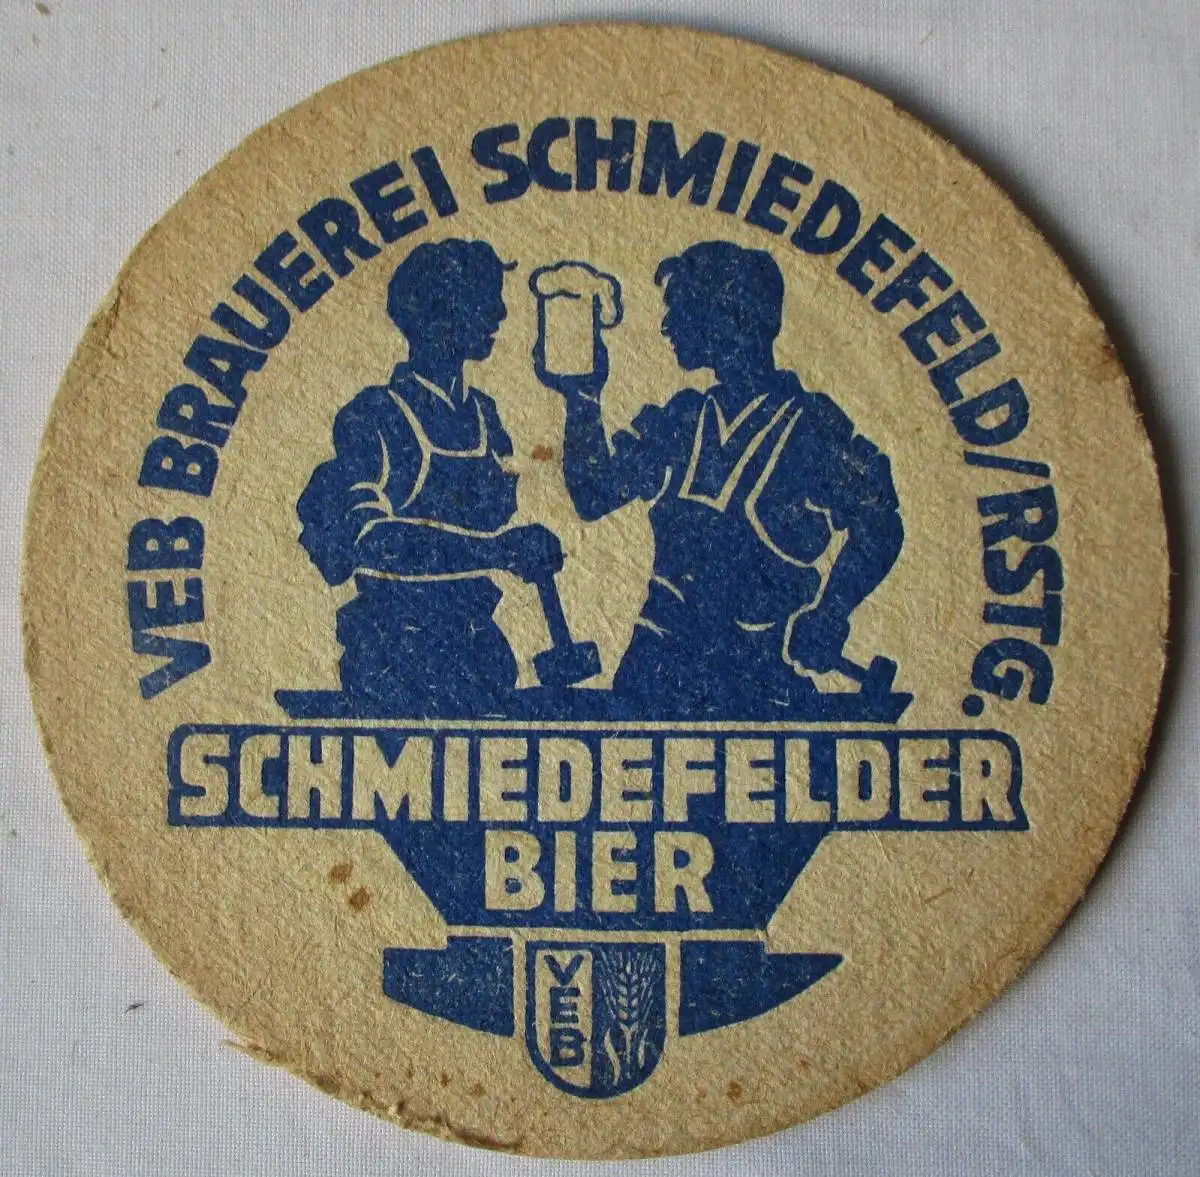 VEB BRAUEREI SCHMIEDEFELD/RSTG.
SCHMIEDEFELDER
BIER
VEB